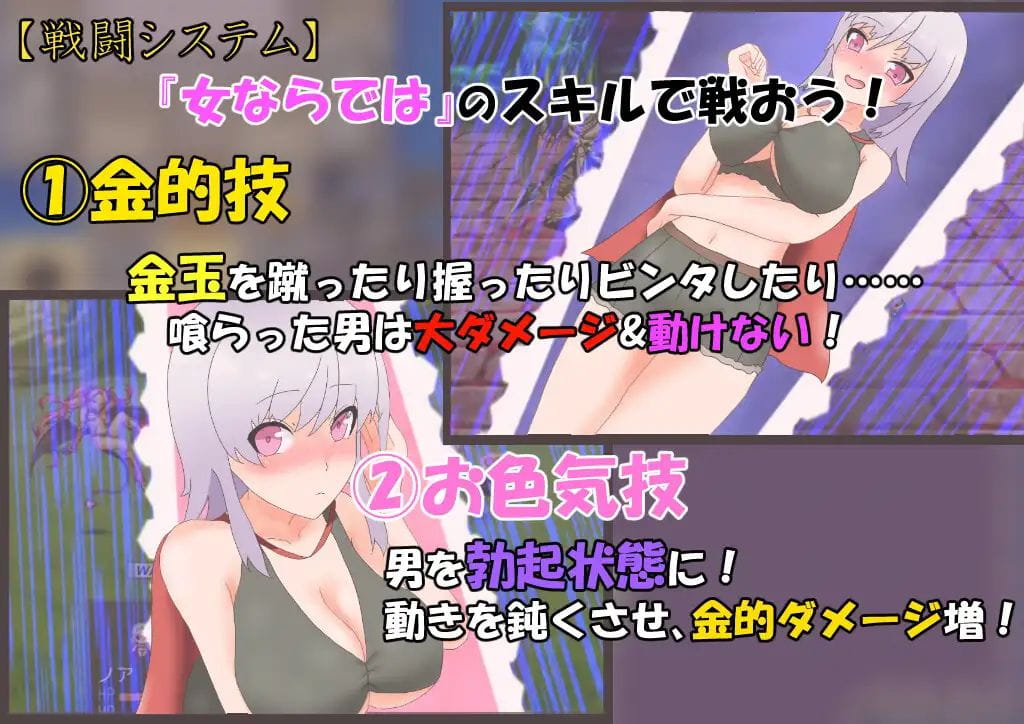 【戦闘システム】
『女ならでは』のスキルで戦おう！
①金的技
金玉を蹴ったり握ったりビンタしたり……
喰らった男は大ダメージ&動けない！
②お色気技
男を勃起状態に！
動きを鈍くさせ、金的ダメージ増！
ノア